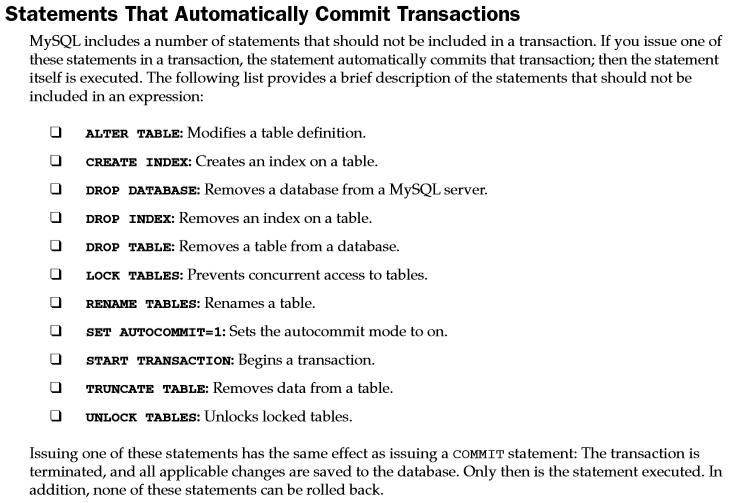 Statements That Automatically Commit Transactions
MySQL includes a number of statements that should not be included in a transaction. If you issue one of
these statements in a transaction, the statement automatically commits that transaction; then the statement
itself is executed. The following list provides a brief description of the statements that should not be
included in an expression:
❑ ALTER TABLE: Modifies a table definition.
❑ CREATE INDEX: Creates an index on a table.
❑ DROP DATABASE: Removes a database from a MySQL server.
❑ DROP INDEX: Removes an index on a table.
❑ DROP TABLE: Removes a table from a database.
❑ LOCK TABLES: Prevents concurrent access to tables.
❑ RENAME TABLES: Renames a table.
❑ SET AUTOCOMMIT=1: Sets the autocommit mode to on.
❑ START TRANSACTION: Begins a transaction.
❑ TRUNCATE TABLE: Removes data from a table.
❑ UNLOCK TABLES: Unlocks locked tables.
Issuing one of these statements has the same effect as issuing a COMMIT statement: The transaction is
terminated, and all applicable changes are saved to the database. Only then is the statement executed. In
addition, none of these statements can be rolled back.